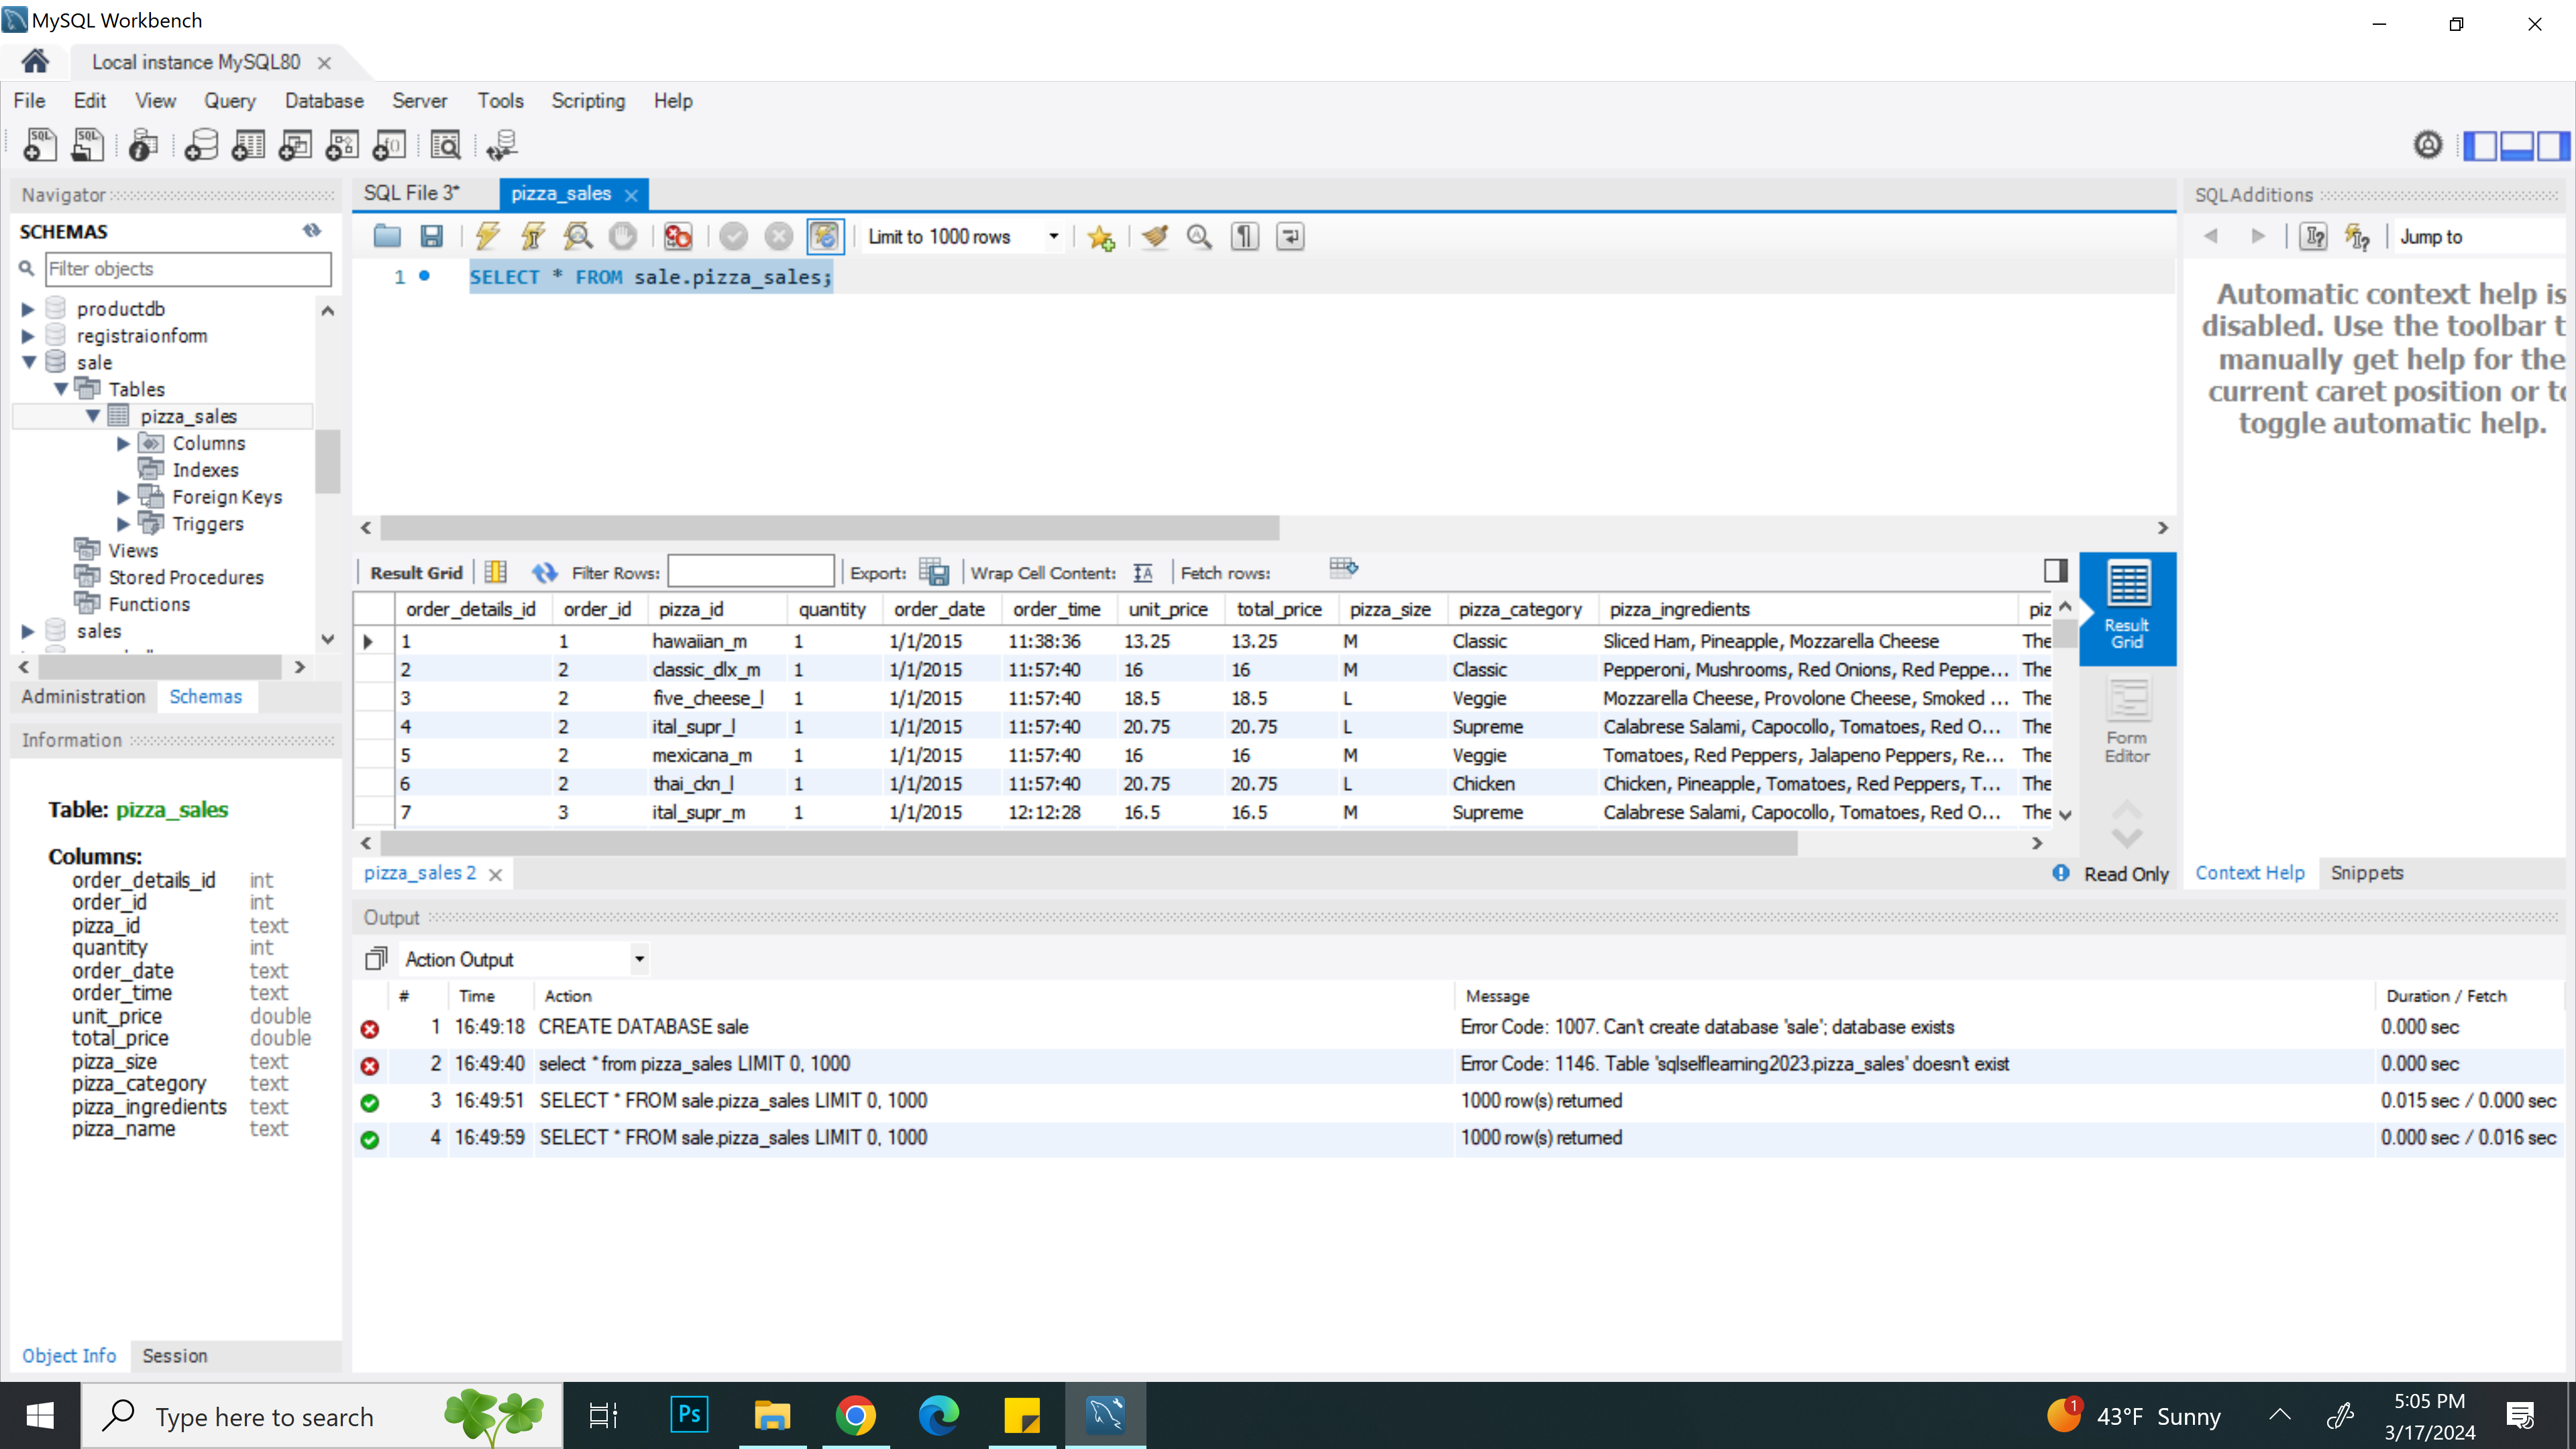 MySQL Workbench
Local instance MySQL80
File Edit View Query Database Server Tools Scripting Help
Navigator
SCHEMAS
Filter objects
productdb
registraionform
sale
Tables
pizza_sales
Columns
Indexes
Foreign Keys
Triggers
Views
Stored Procedures
Functions
sales
Administration Schemas
Information
Table: pizza_sales
Columns:
order_details_id int
order_id int
pizza_id text
quantity int
order_date text
order_time text
unit_price double
total_price double
pizza_size text
pizza_category text
pizza_ingredients text
pizza_name text
Object Info Session
SQL File 3* pizza_sales
Limit to 1000 rows
1 SELECT * FROM sale.pizza_sales;
Result Grid Filter Rows: Export: Wrap Cell Content: Fetch rows:
order_details_id order_id pizza_id quantity order_date order_time unit_price total_price pizza_size pizza_category pizza_ingredients piz
1 1 hawaiian_m 1 1/1/2015 11:38:36 13.25 13.25 M Classic Sliced Ham, Pineapple, Mozzarella Cheese The
2 2 classic_dlx_m 1 1/1/2015 11:57:40 16 16 M Classic Pepperoni, Mushrooms, Red Onions, Red Peppe... The
3 2 five_cheese_l 1 1/1/2015 11:57:40 18.5 18.5 L Veggie Mozzarella Cheese, Provolone Cheese, Smoked ... The
4 2 ital_supr_l 1 1/1/2015 11:57:40 20.75 20.75 L Supreme Calabrese Salami, Capocollo, Tomatoes, Red O... The
5 2 mexicana_m 1 1/1/2015 11:57:40 16 16 M Veggie Tomatoes, Red Peppers, Jalapeno Peppers, Re... The
6 2 thai_ckn_l 1 1/1/2015 11:57:40 20.75 20.75 L Chicken Chicken, Pineapple, Tomatoes, Red Peppers, T... The
7 3 ital_supr_m 1 1/1/2015 12:12:28 16.5 16.5 M Supreme Calabrese Salami, Capocollo, Tomatoes, Red O... The
Result
Grid
Form
Editor
pizza_sales 2
Read Only
SQLAdditions
Jump to
Automatic context help is
disabled. Use the toolbar t
manually get help for the
current caret position or to
toggle automatic help.
Context Help Snippets
Output
Action Output
# Time Action Message Duration / Fetch
1 16:49:18 CREATE DATABASE sale Error Code: 1007. Can't create database 'sale'; database exists 0.000 sec
2 16:49:40 select * from pizza_sales LIMIT 0, 1000 Error Code: 1146. Table 'sqlselflearning2023.pizza_sales' doesn't exist 0.000 sec
3 16:49:51 SELECT * FROM sale.pizza_sales LIMIT 0, 1000 1000 row(s) returned 0.015 sec / 0.000 sec
4 16:49:59 SELECT * FROM sale.pizza_sales LIMIT 0, 1000 1000 row(s) returned 0.000 sec / 0.016 sec
Type here to search
Ps
1
43°F Sunny
5:05 PM
3/17/2024